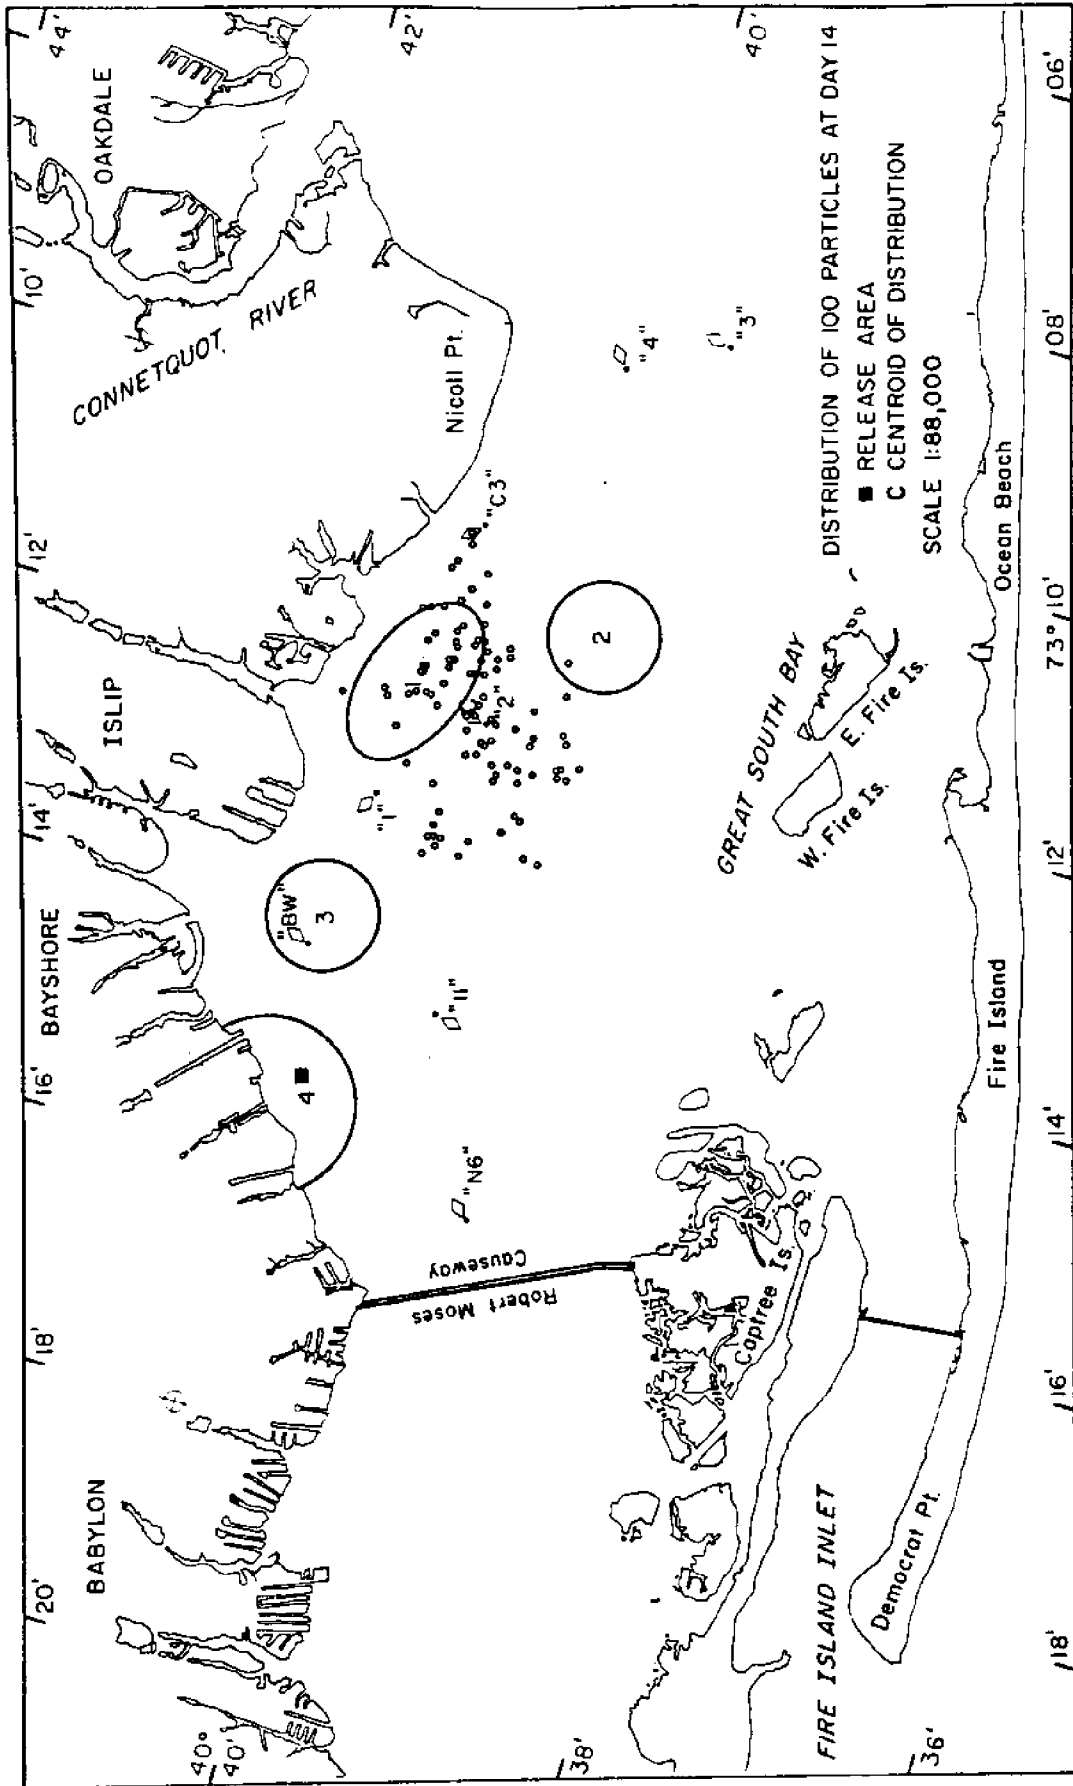 44'
42'
40'
OAKDALE
10'
CONNETQUOT RIVER
Nicoll Pt.
"4"
"3"
06'
08'
DISTRIBUTION OF 100 PARTICLES AT DAY 14
RELEASE AREA
C CENTROID OF DISTRIBUTION
SCALE 1:88,000
12'
ISLIP
"C3"
"2"
2
"1"
GREAT SOUTH BAY
E. Fire Is.
W. Fire Is.
Ocean Beach
73° 10'
14'
BAYSHORE
"BW"
3
"11"
12'
Fire Island
16'
4
"N6"
14'
Robert Moses
Causeway
Captree Is.
18'
BABYLON
16'
20'
FIRE ISLAND INLET
Democrat Pt.
40°
40'
38'
36'
18'